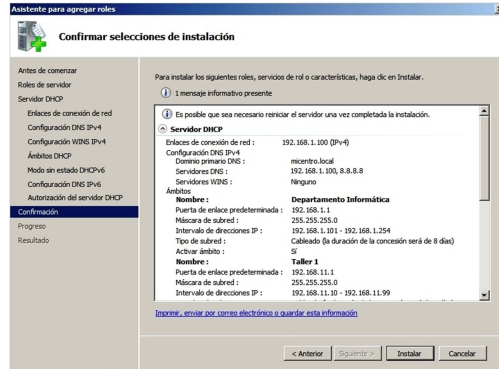 Asistente para agregar roles
Confirmar selecciones de instalación
Antes de comenzar
Roles de servidor
Servidor DHCP
Enlaces de conexión de red
Configuración DNS IPv4
Configuración WINS IPv4
Ámbitos DHCP
Modo sin estado DHCPv6
Configuración DNS IPv6
Autorización del servidor DHCP
Confirmación
Progreso
Resultado
Para instalar los siguientes roles, servicios de rol o características, haga clic en Instalar.
1 mensaje informativo presente
Es posible que sea necesario reiniciar el servidor una vez completada la instalación.
Servidor DHCP
Enlaces de conexión de red : 192.168.1.100 (IPv4)
Configuración DNS IPv4
Dominio primario DNS : micentro.local
Servidores DNS : 192.168.1.100, 8.8.8.8
Servidores WINS : Ninguno
Ámbitos
Nombre : Departamento Informática
Puerta de enlace predeterminada : 192.168.1.1
Máscara de subred : 255.255.255.0
Intervalo de direcciones IP : 192.168.1.101 - 192.168.1.254
Tipo de subred : Cableado (la duración de la concesión será de 8 días)
Activar ámbito : Sí
Nombre : Taller 1
Puerta de enlace predeterminada : 192.168.11.1
Máscara de subred : 255.255.255.0
Intervalo de direcciones IP : 192.168.11.10 - 192.168.11.99
Imprimir, enviar por correo electrónico o guardar esta información
< Anterior Siguiente > Instalar Cancelar